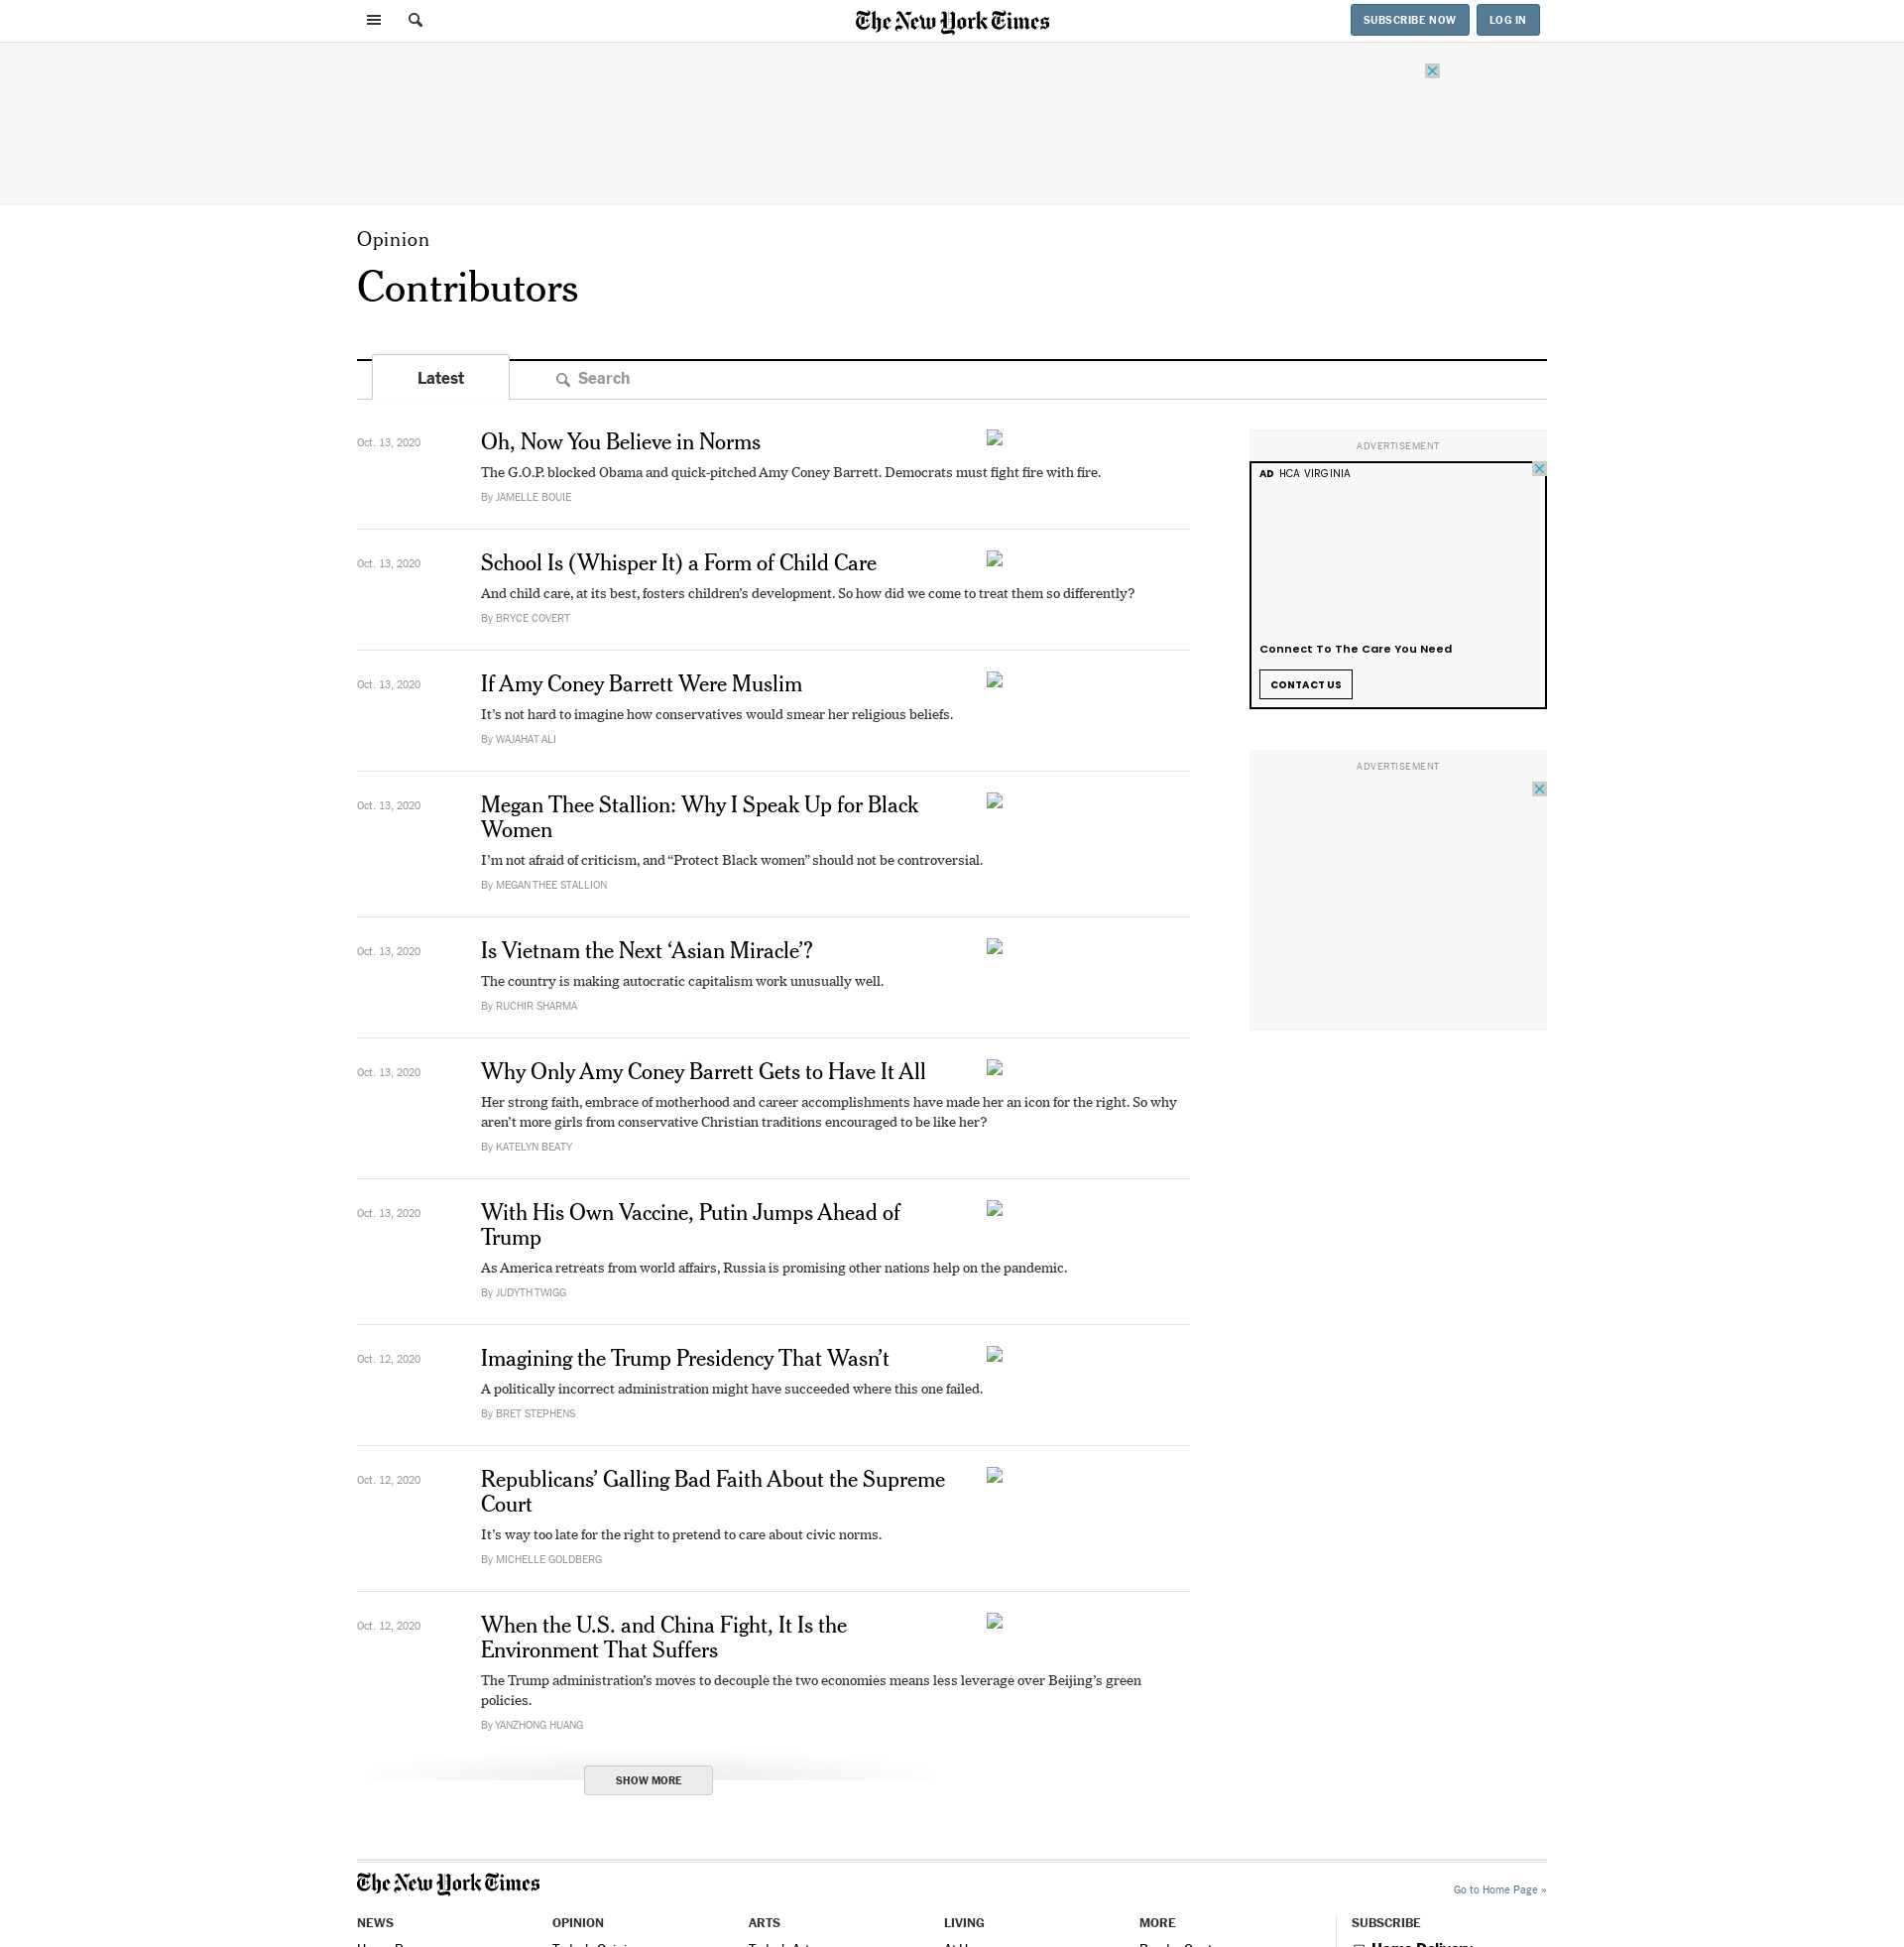 The New York Times
SUBSCRIBE NOW
LOG IN
Opinion
Contributors
Latest
Search
Oct. 13, 2020
Oh, Now You Believe in Norms
The G.O.P. blocked Obama and quick-pitched Amy Coney Barrett. Democrats must fight fire with fire.
By JAMELLE BOUIE
Oct. 13, 2020
School Is (Whisper It) a Form of Child Care
And child care, at its best, fosters children’s development. So how did we come to treat them so differently?
By BRYCE COVERT
Oct. 13, 2020
If Amy Coney Barrett Were Muslim
It’s not hard to imagine how conservatives would smear her religious beliefs.
By WAJAHAT ALI
Oct. 13, 2020
Megan Thee Stallion: Why I Speak Up for Black
Women
I’m not afraid of criticism, and “Protect Black women” should not be controversial.
By MEGAN THEE STALLION
Oct. 13, 2020
Is Vietnam the Next ‘Asian Miracle’?
The country is making autocratic capitalism work unusually well.
By RUCHIR SHARMA
Oct. 13, 2020
Why Only Amy Coney Barrett Gets to Have It All
Her strong faith, embrace of motherhood and career accomplishments have made her an icon for the right. So why
aren’t more girls from conservative Christian traditions encouraged to be like her?
By KATELYN BEATY
Oct. 13, 2020
With His Own Vaccine, Putin Jumps Ahead of
Trump
As America retreats from world affairs, Russia is promising other nations help on the pandemic.
By JUDYTH TWIGG
Oct. 12, 2020
Imagining the Trump Presidency That Wasn’t
A politically incorrect administration might have succeeded where this one failed.
By BRET STEPHENS
Oct. 12, 2020
Republicans’ Galling Bad Faith About the Supreme
Court
It’s way too late for the right to pretend to care about civic norms.
By MICHELLE GOLDBERG
Oct. 12, 2020
When the U.S. and China Fight, It Is the
Environment That Suffers
The Trump administration’s moves to decouple the two economies means less leverage over Beijing’s green
policies.
By YANZHONG HUANG
SHOW MORE
ADVERTISEMENT
AD HCA VIRGINIA
Connect To The Care You Need
CONTACT US
ADVERTISEMENT
The New York Times
Go to Home Page »
NEWS
OPINION
ARTS
LIVING
MORE
SUBSCRIBE
Home Delivery